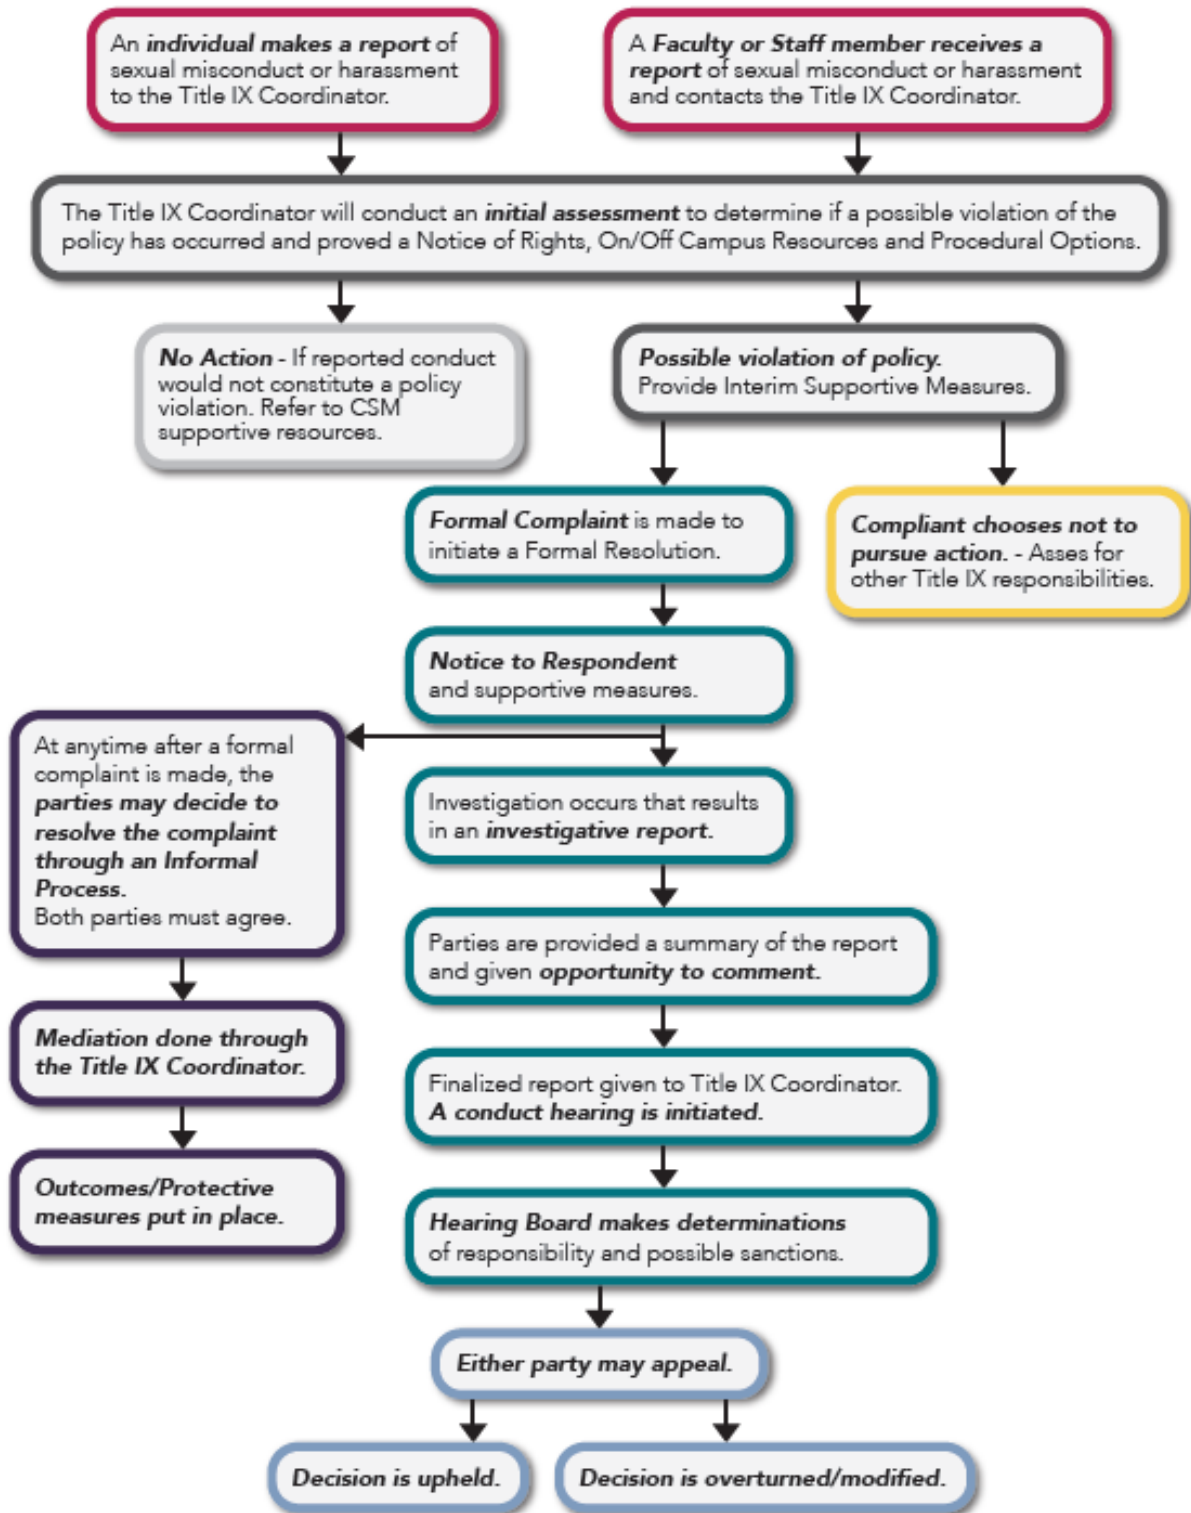 An individual makes a report of
sexual misconduct or harassment
to the Title IX Coordinator.
A Faculty or Staff member receives a
report of sexual misconduct or harassment
and contacts the Title IX Coordinator.
The Title IX Coordinator will conduct an initial assessment to determine if a possible violation of the
policy has occurred and proved a Notice of Rights, On/Off Campus Resources and Procedural Options.
No Action - If reported conduct
would not constitute a policy
violation. Refer to CSM
supportive resources.
Possible violation of policy.
Provide Interim Supportive Measures.
Formal Complaint is made to
initiate a Formal Resolution.
Compliant chooses not to
pursue action. - Asses for
other Title IX responsibilities.
Notice to Respondent
and supportive measures.
At anytime after a formal
complaint is made, the
parties may decide to
resolve the complaint
through an Informal
Process.
Both parties must agree.
Investigation occurs that results
in an investigative report.
Parties are provided a summary of the report
and given opportunity to comment.
Mediation done through
the Title IX Coordinator.
Finalized report given to Title IX Coordinator.
A conduct hearing is initiated.
Outcomes/Protective
measures put in place.
Hearing Board makes determinations
of responsibility and possible sanctions.
Either party may appeal.
Decision is upheld.
Decision is overturned/modified.